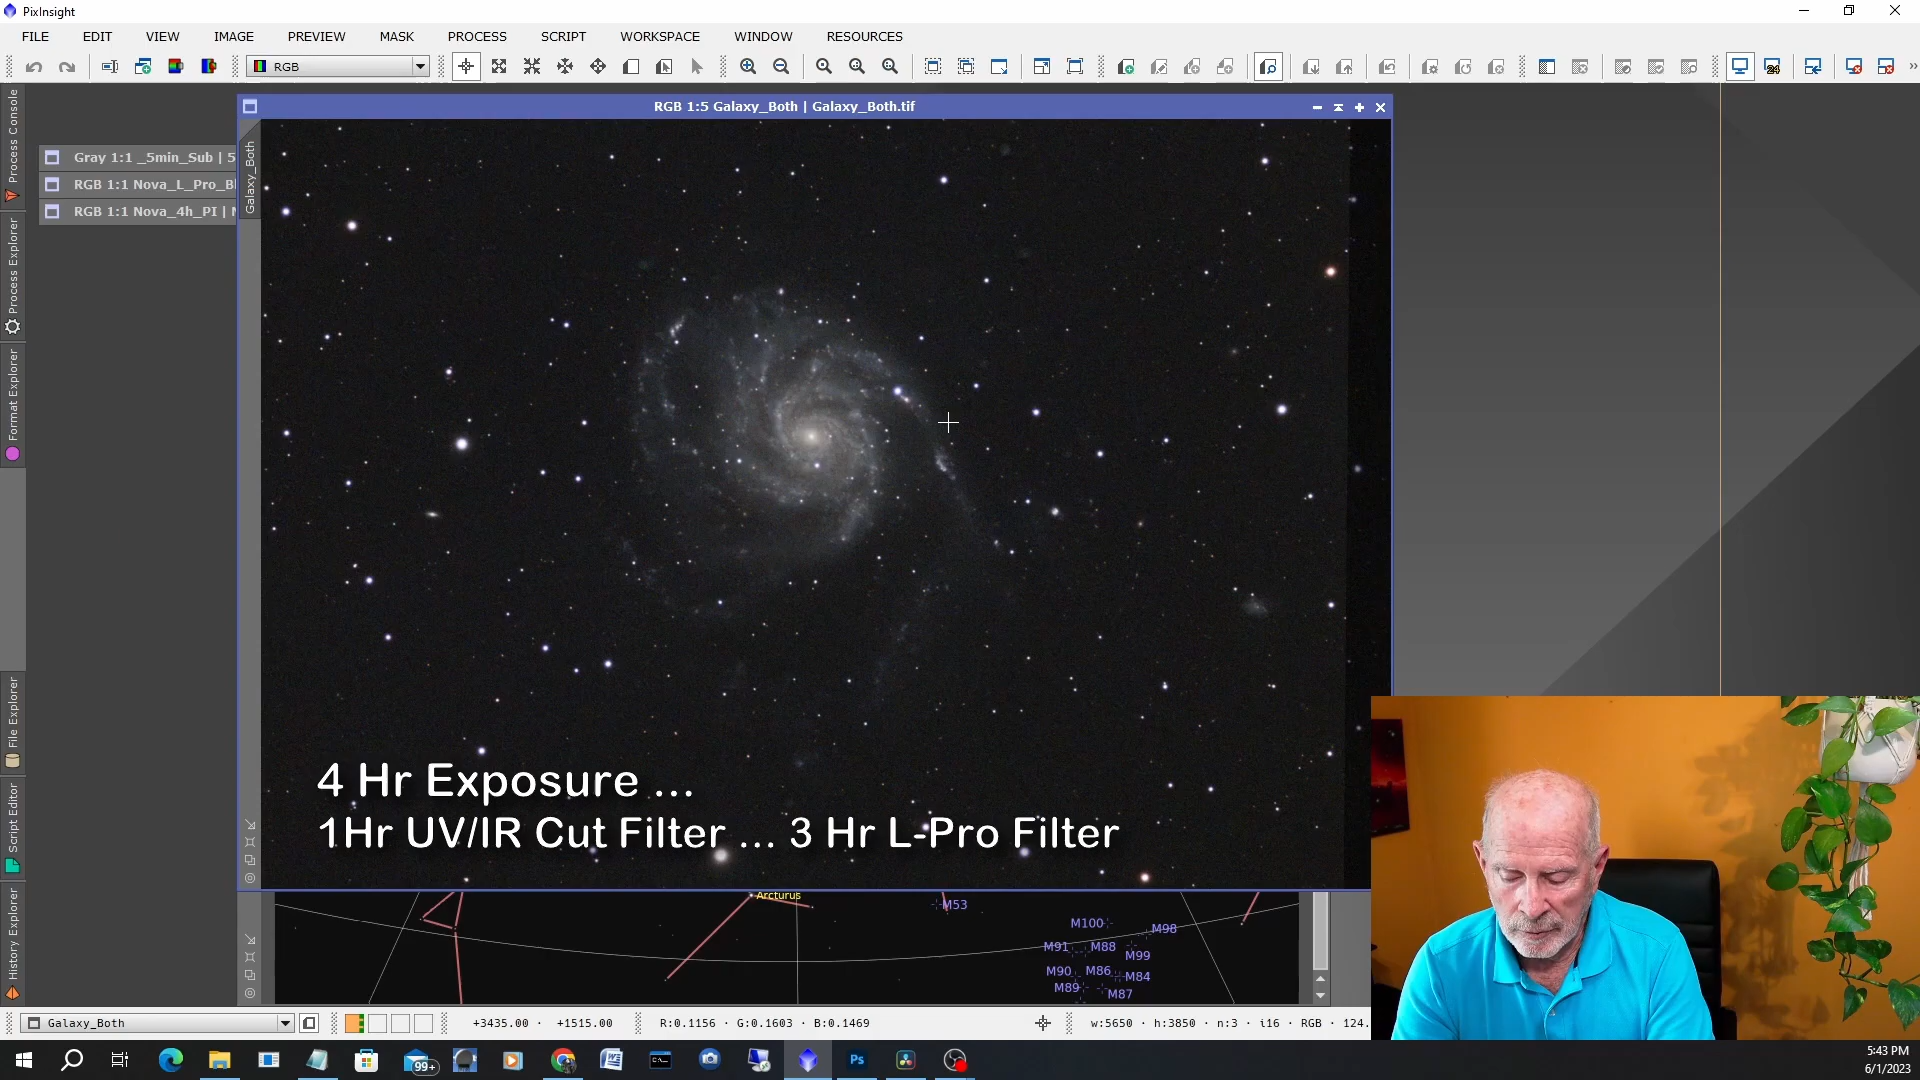 PixInsight
FILE EDIT VIEW IMAGE PREVIEW MASK PROCESS SCRIPT WORKSPACE WINDOW RESOURCES
RGB
24
RGB 1:5 Galaxy_Both | Galaxy_Both.tif
Process Console
Process Explorer
Format Explorer
File Explorer
Script Editor
History Explorer
Gray 1:1 _5min_Sub | 5
RGB 1:1 Nova_L_Pro_Bl
RGB 1:1 Nova_4h_PI | N
Galaxy_Both
4 Hr Exposure ...
1Hr UV/IR Cut Filter ... 3 Hr L-Pro Filter
Arcturus
M53
M100
M98
M91
M88
M99
M90
M86
M84
M89
M87
Galaxy_Both
+3435.00 · +1515.00
R:0.1156 · G:0.1603 · B:0.1469
w:5650 · h:3850 · n:3 · i16 · RGB · 124.
99+
Ps
5:43 PM
6/1/2023